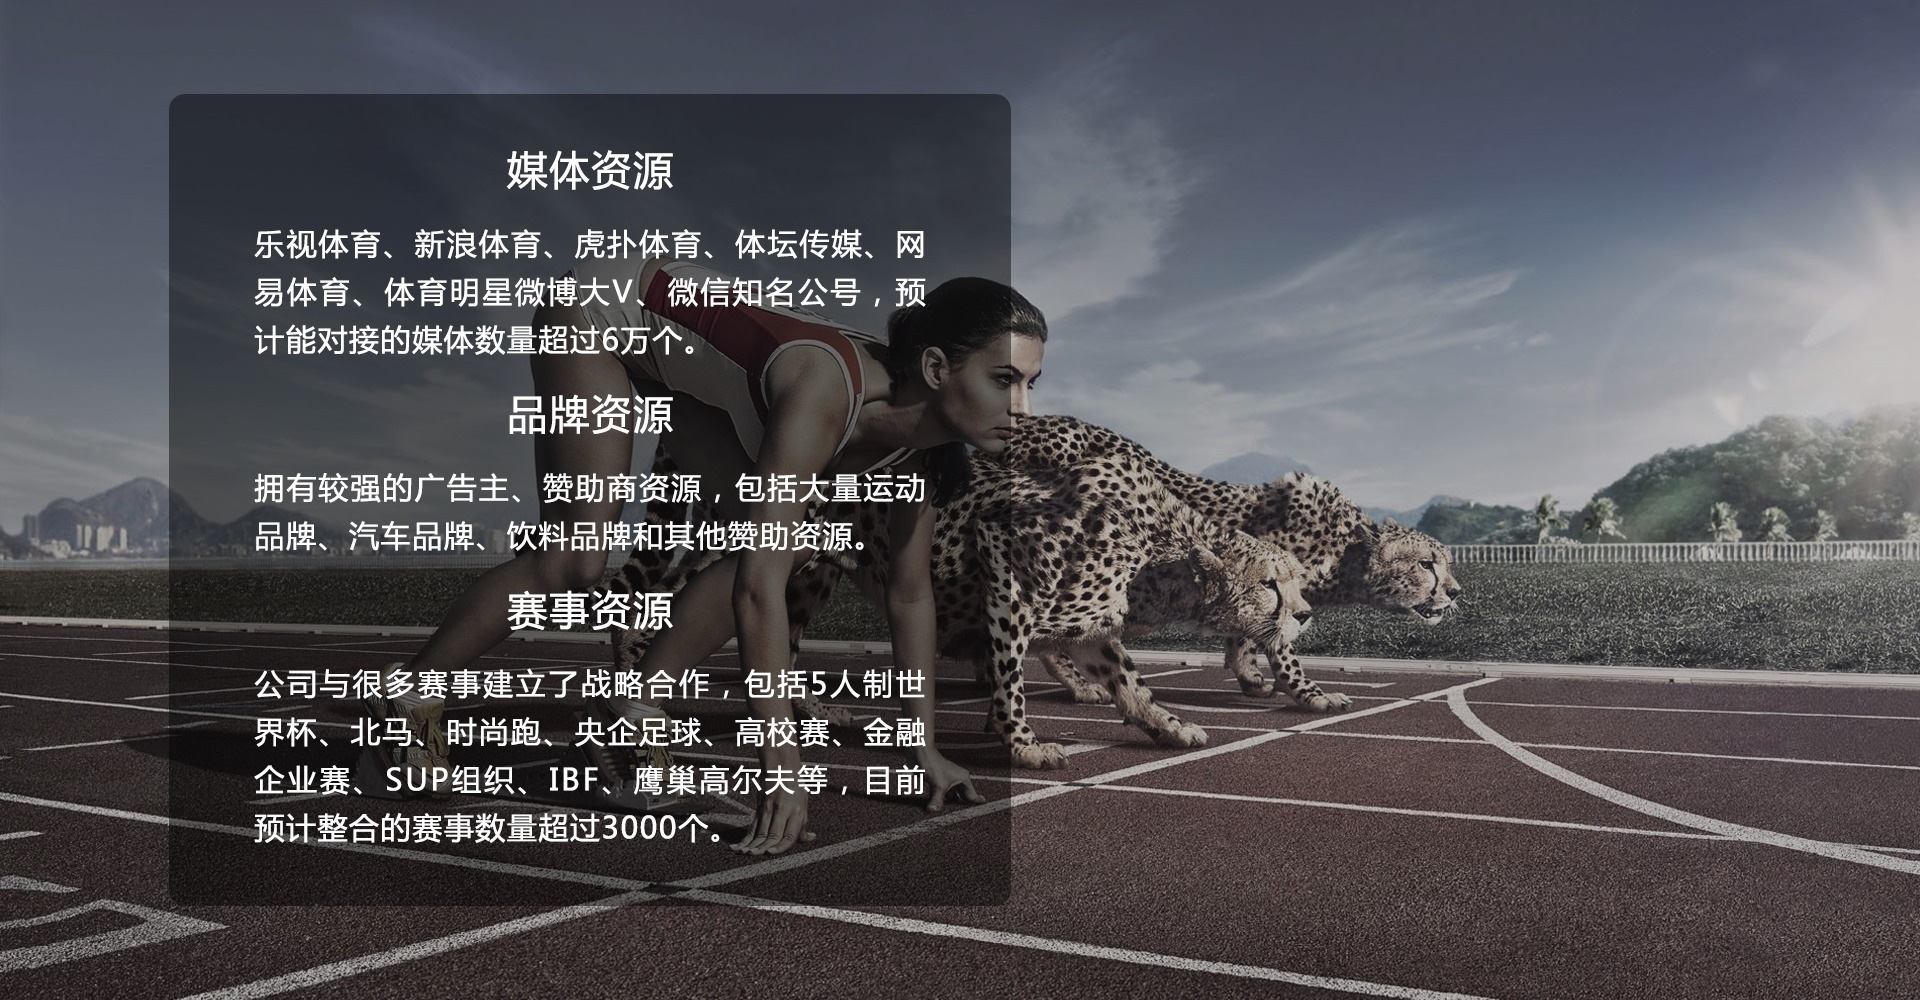 媒体资源
乐视体育、新浪体育、虎扑体育、体坛传媒、网
易体育、体育明星微博大V、微信知名公号，预
计能对接的媒体数量超过6万个。
品牌资源
拥有较强的广告主、赞助商资源，包括大量运动
品牌、汽车品牌、饮料品牌和其他赞助资源。
赛事资源
公司与很多赛事建立了战略合作，包括5人制世
界杯、北马、时尚跑、央企足球、高校赛、金融
企业赛、SUP组织、IBF、鹰巢高尔夫等，目前
预计整合的赛事数量超过3000个。